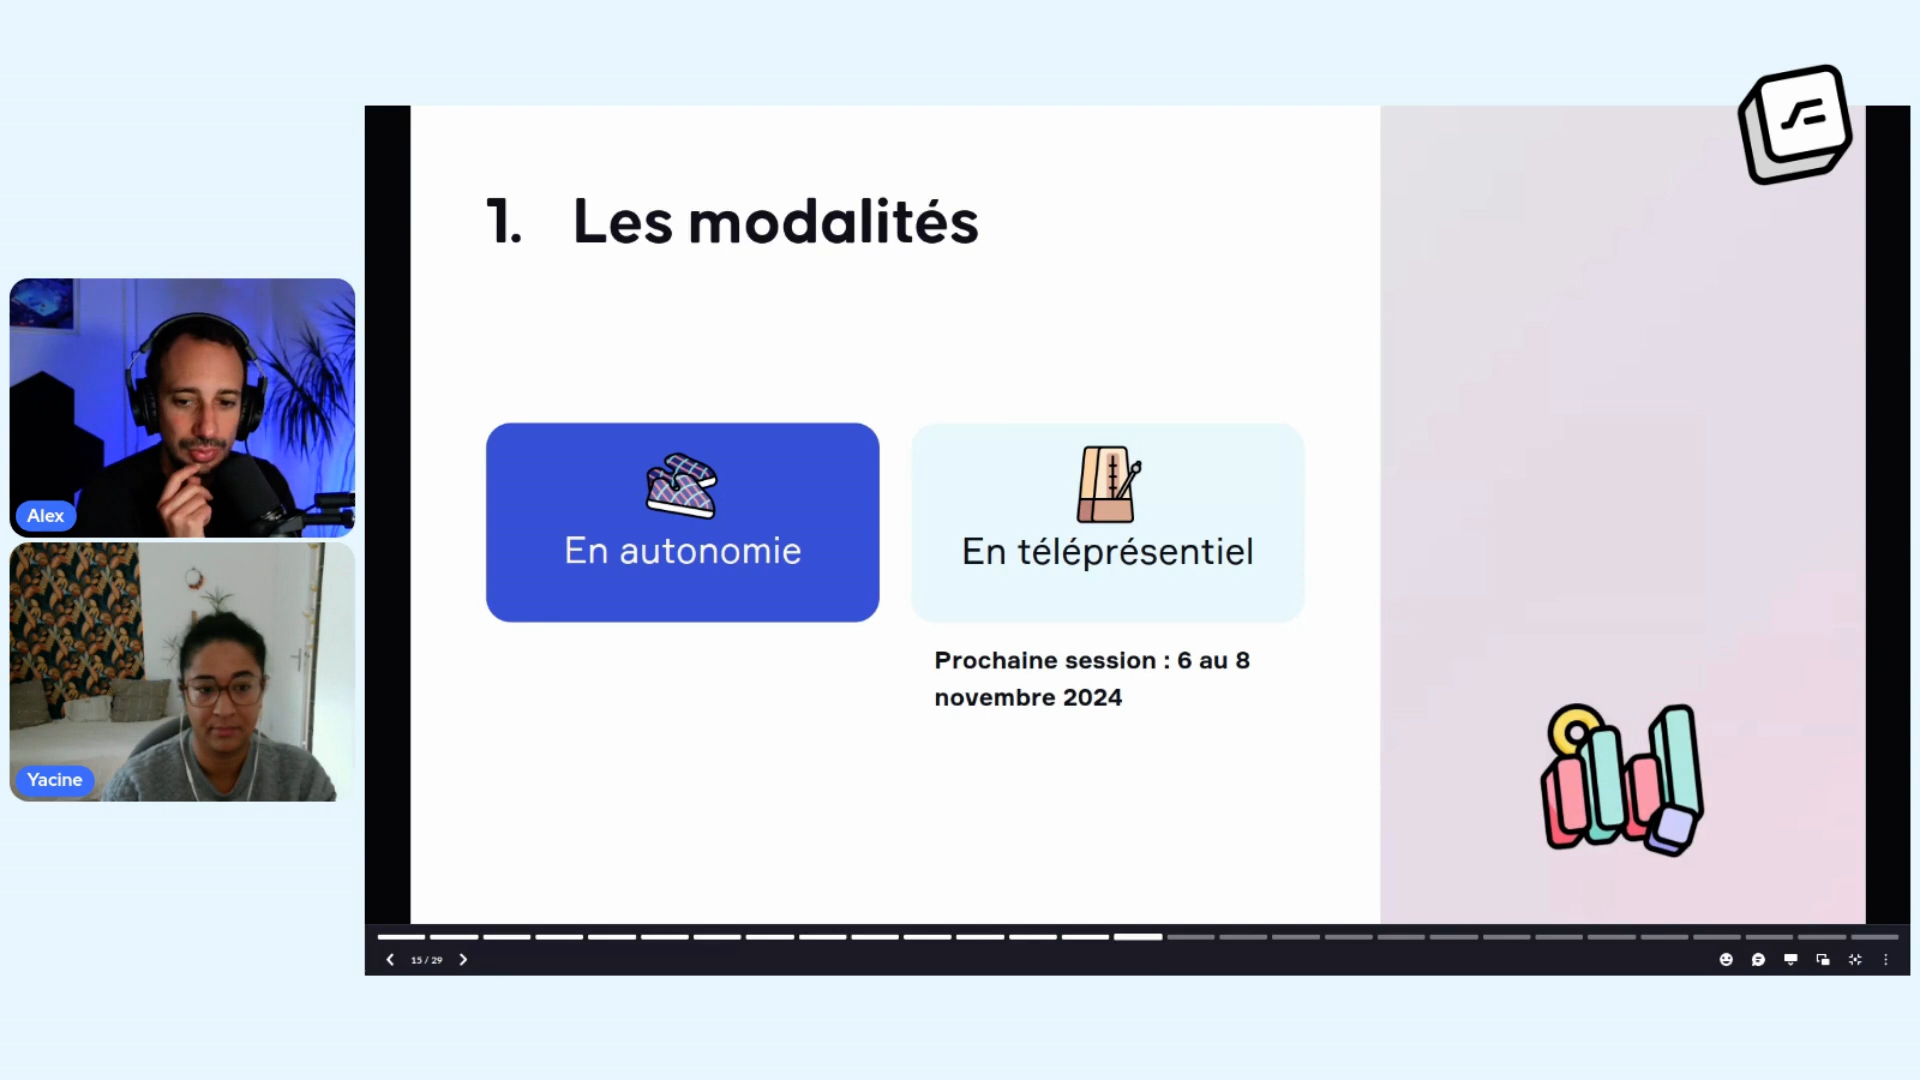 1. Les modalités
En autonomie
En téléprésentiel
Prochaine session : 6 au 8
novembre 2024
Alex
Yacine
15 / 29